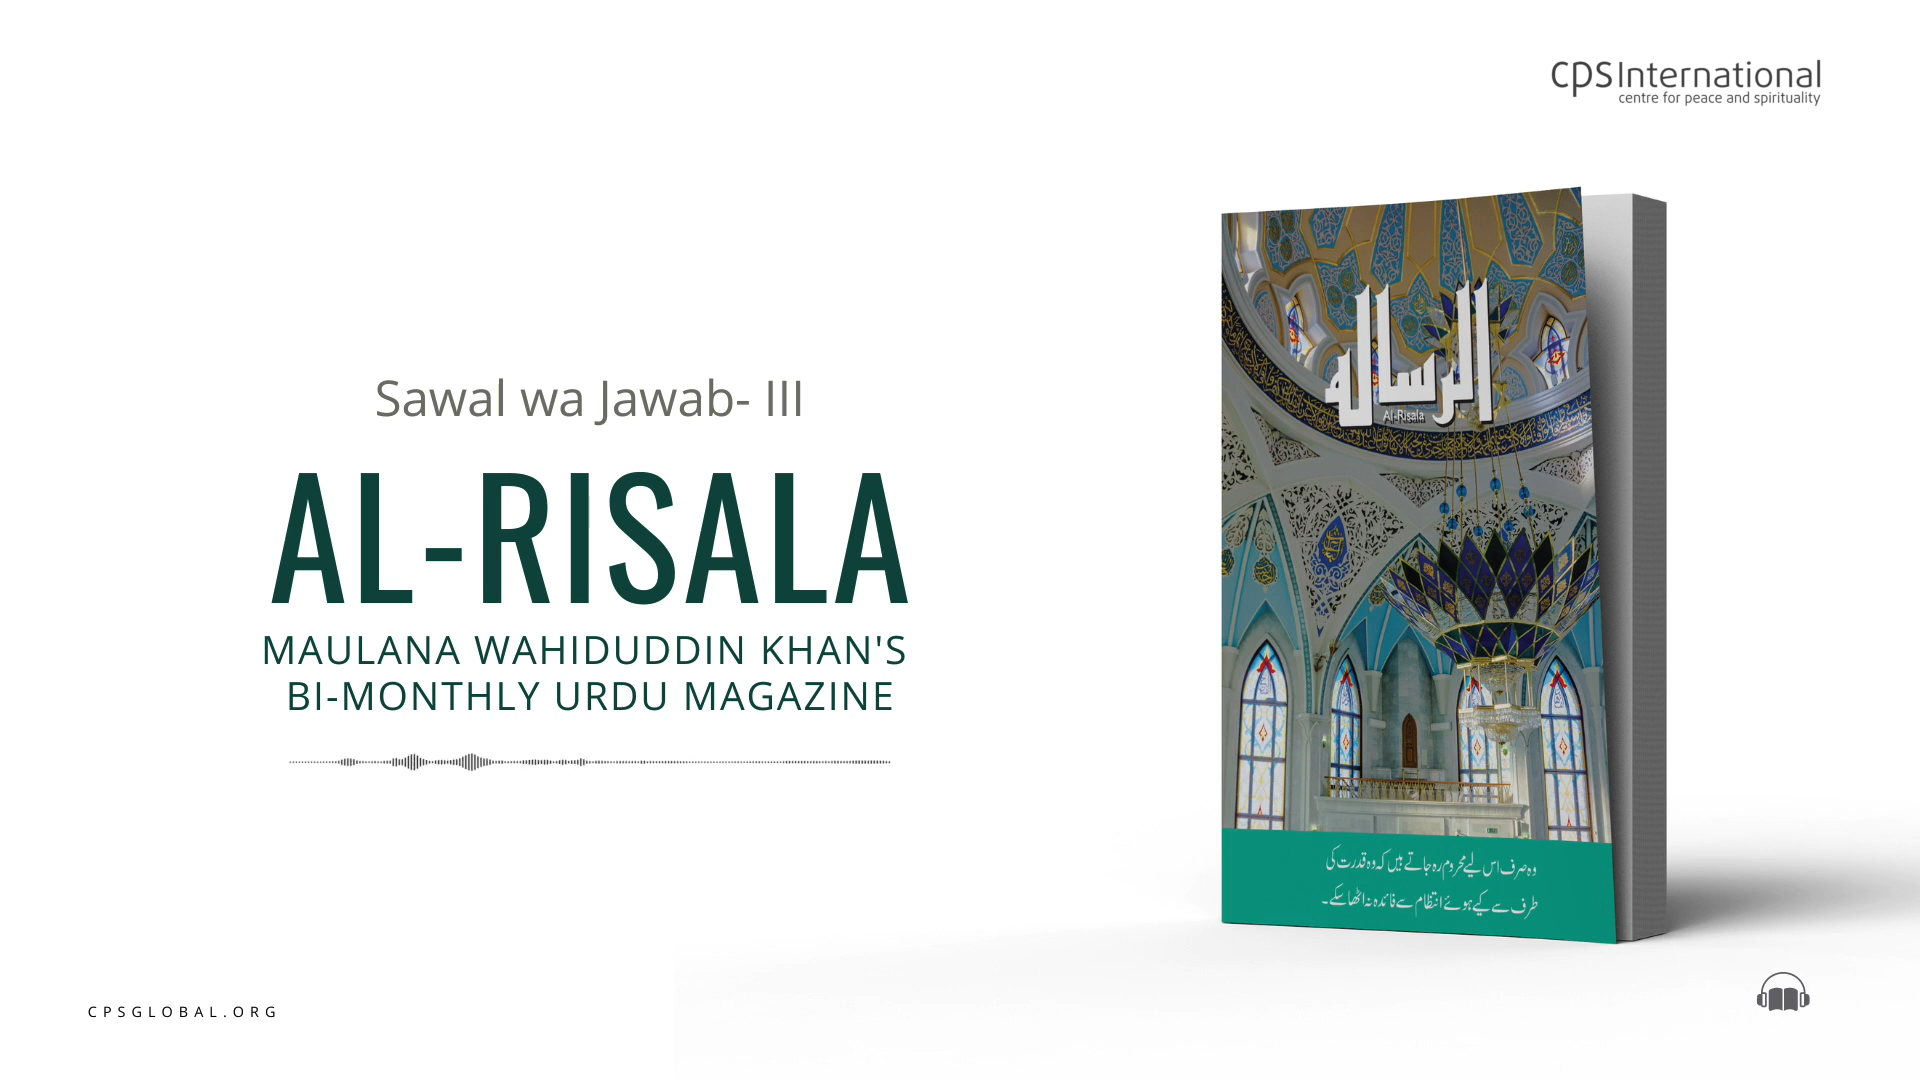 cpsInternational
centre for peace and spirituality
Sawal wa Jawab- III
AL-RISALA
MAULANA WAHIDUDDIN KHAN'S
BI-MONTHLY URDU MAGAZINE
الرسالہ
Al-Risala
وہ صرف اس لیے محروم رہ جاتے ہیں کہ وہ قدرت کی
طرف سے کیے ہوئے انتظام سے فائدہ نہ اٹھا سکے۔
CPSGLOBAL.ORG